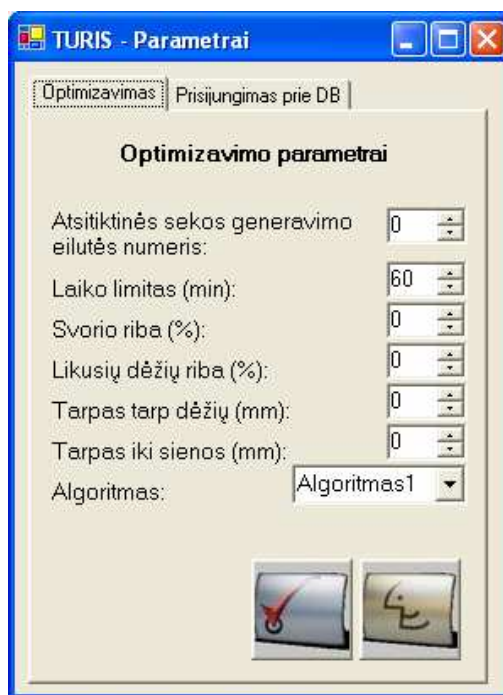 TURIS - Parametrai
Optimizavimas
Prisijungimas prie DB
Optimizavimo parametrai
Atsitiktinės sekos generavimo
eilutės numeris:
0
Laiko limitas (min):
60
Svorio riba (%):
0
Likusių dėžių riba (%):
0
Tarpas tarp dėžių (mm):
0
Tarpas iki sienos (mm):
0
Algoritmas:
Algoritmas1